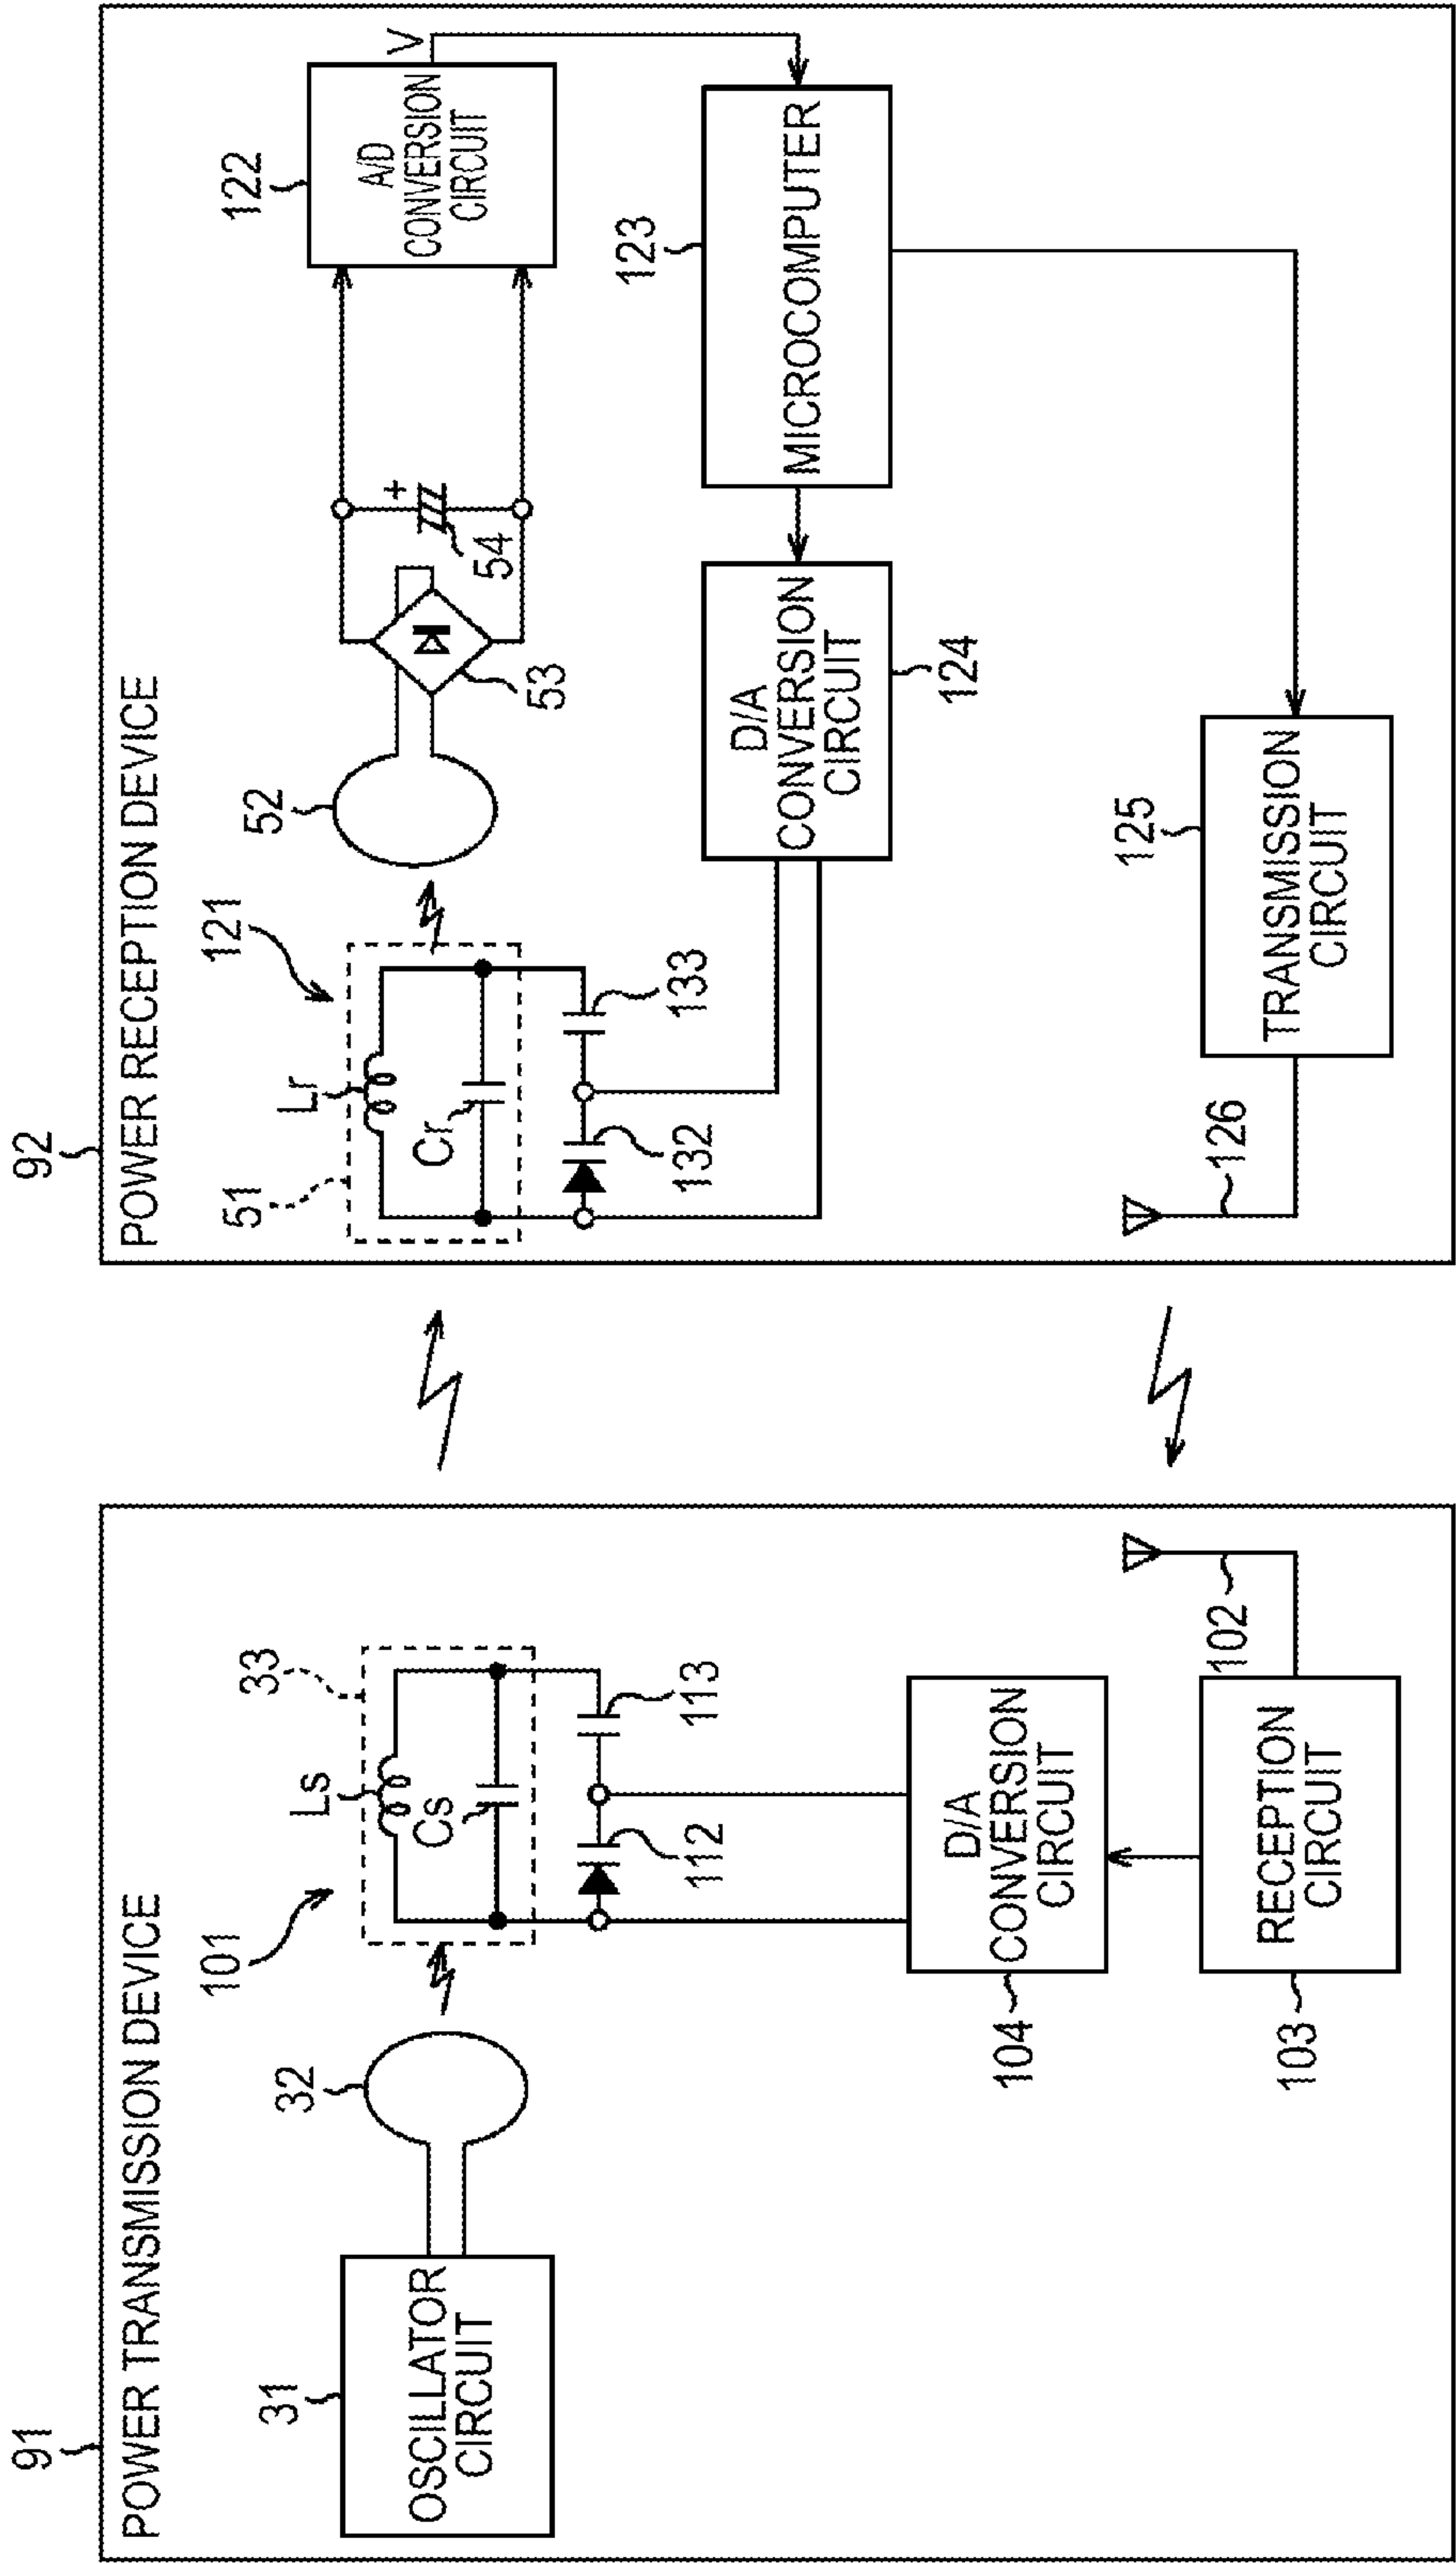 91
POWER TRANSMISSION DEVICE
31
OSCILLATOR
CIRCUIT
32
101
33
Ls
Cs
112
113
104
D/A
CONVERSION
CIRCUIT
103
RECEPTION
CIRCUIT
102
92
POWER RECEPTION DEVICE
51
121
Lr
Cr
132
133
52
53
54
+
122
A/D
CONVERSION
CIRCUIT
V
123
MICROCOMPUTER
D/A
CONVERSION
CIRCUIT
124
125
TRANSMISSION
CIRCUIT
126